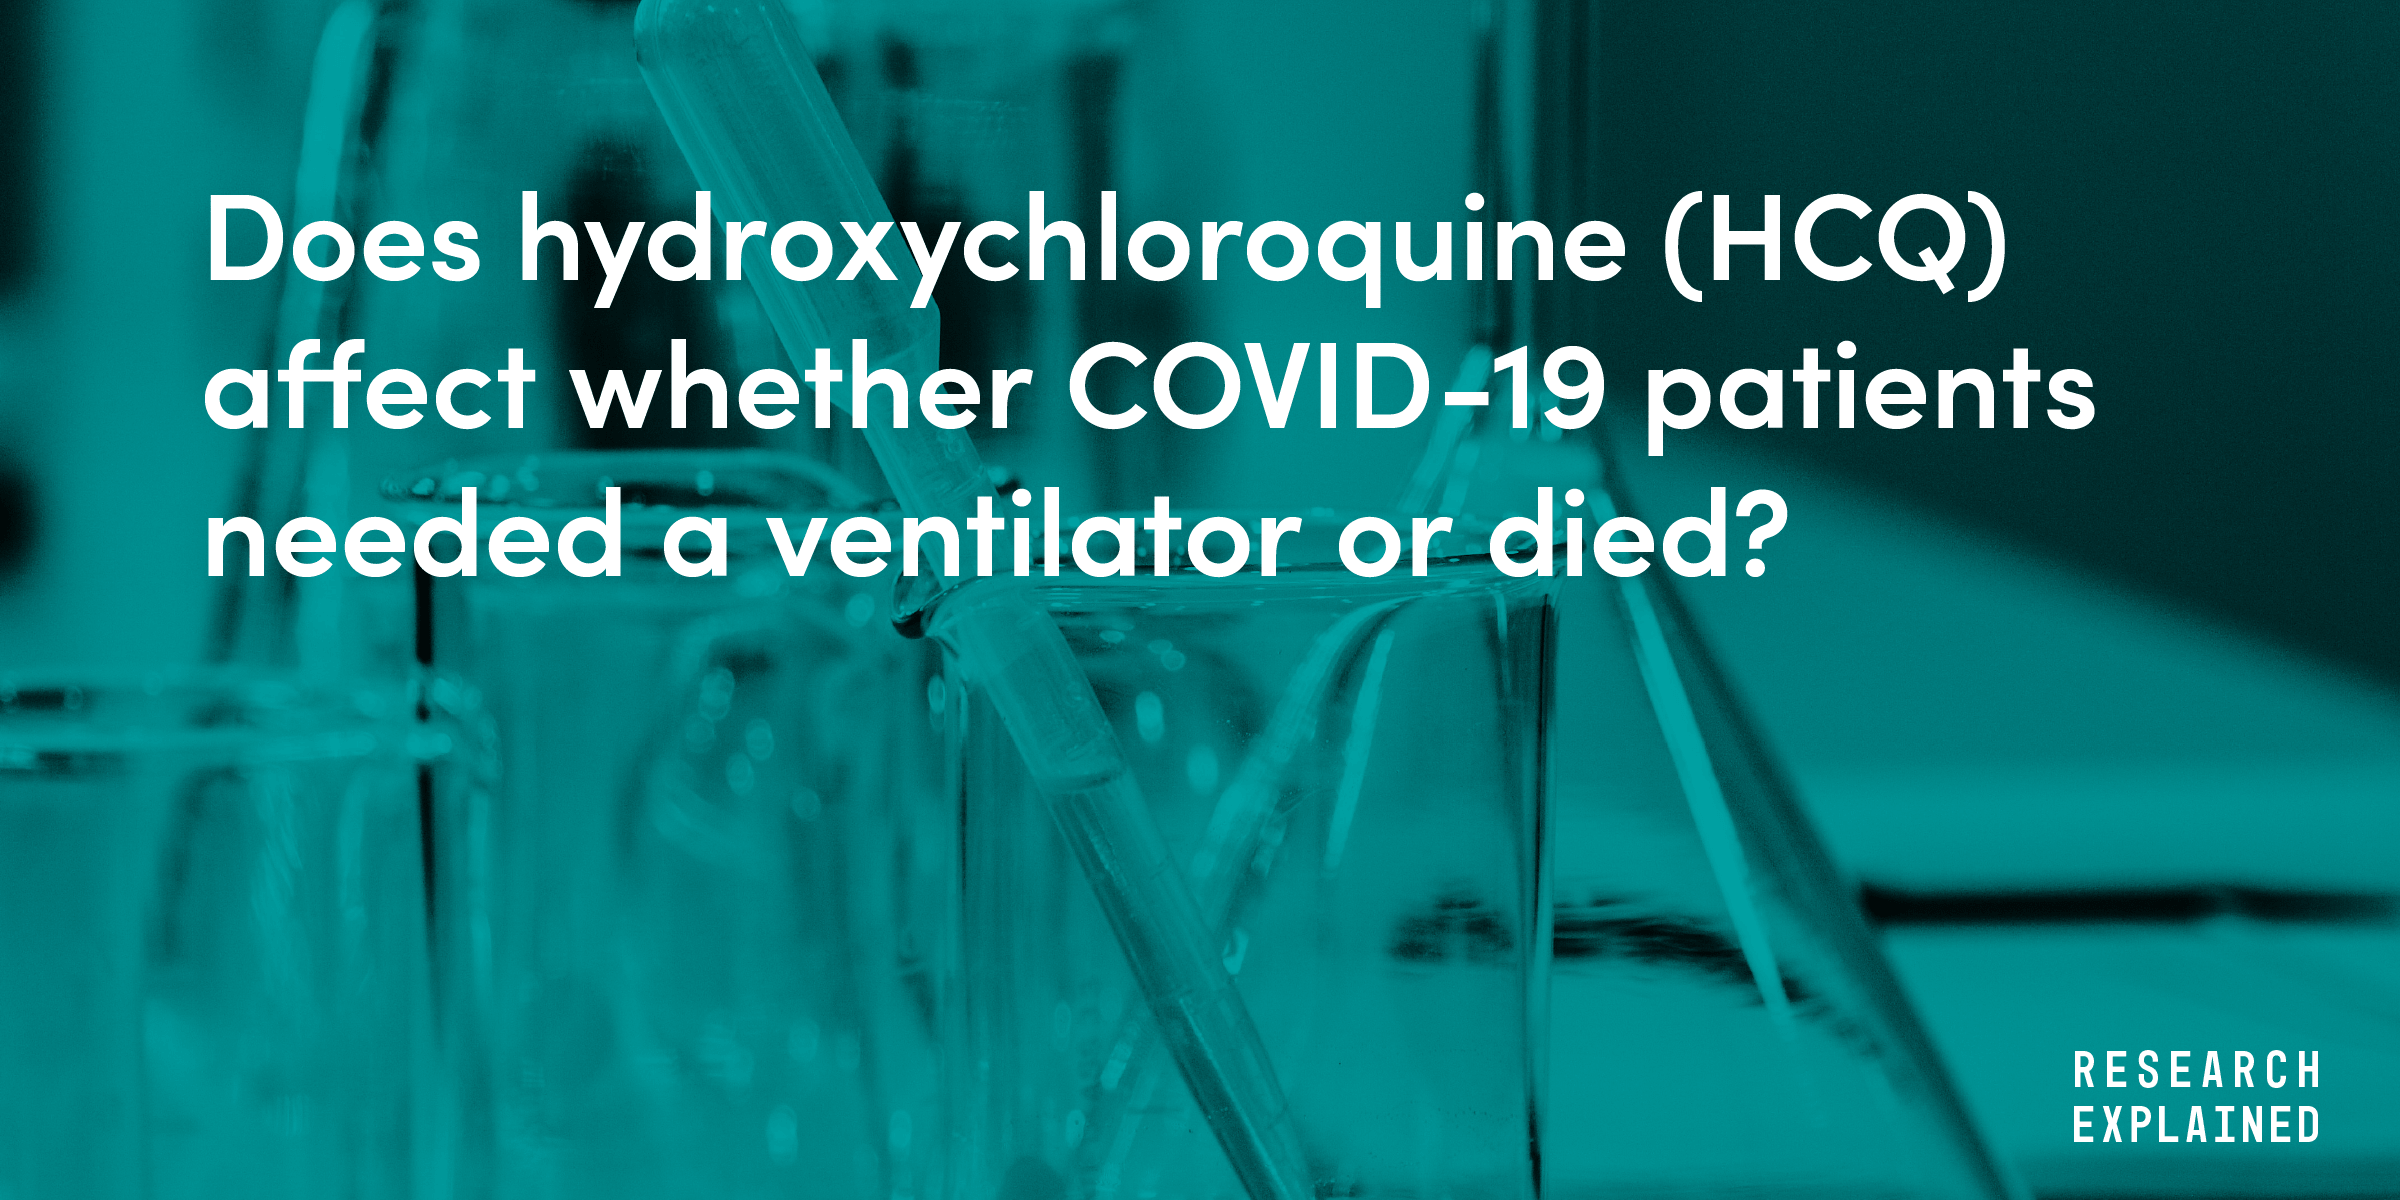 Does hydroxychloroquine (HCQ)
affect whether COVID-19 patients
needed a ventilator or died?
RESEARCH
EXPLAINED